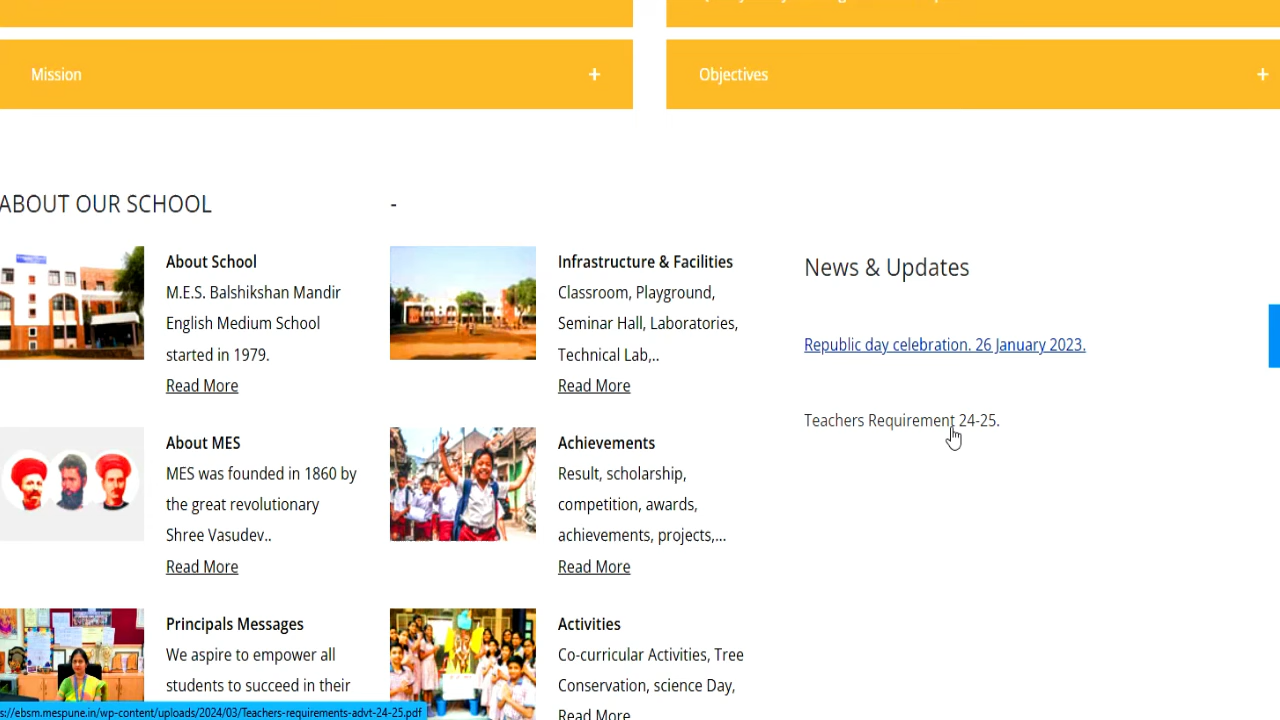 Mission +
Objectives +
ABOUT OUR SCHOOL
-
About School
M.E.S. Balshikshan Mandir
English Medium School
started in 1979.
Read More
Infrastructure & Facilities
Classroom, Playground,
Seminar Hall, Laboratories,
Technical Lab,..
Read More
News & Updates
Republic day celebration. 26 January 2023.
Teachers Requirement 24-25.
About MES
MES was founded in 1860 by
the great revolutionary
Shree Vasudev..
Read More
Achievements
Result, scholarship,
competition, awards,
achievements, projects,...
Read More
Principals Messages
We aspire to empower all
students to succeed in their
Activities
Co-curricular Activities, Tree
Conservation, science Day,
Read More
s://ebsm.mespune.in/wp-content/uploads/2024/03/Teachers-requirements-advt-24-25.pdf